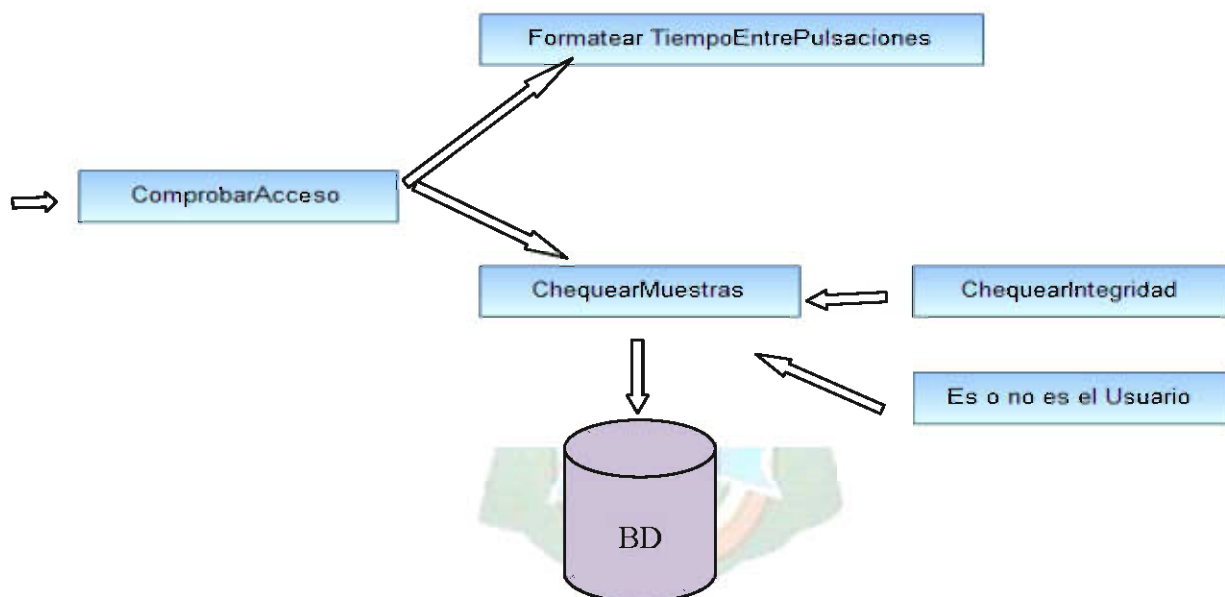 Formatear TiempoEntrePulsaciones
ComprobarAcceso
ChequearMuestras
ChequearIntegridad
Es o no es el Usuario
BD